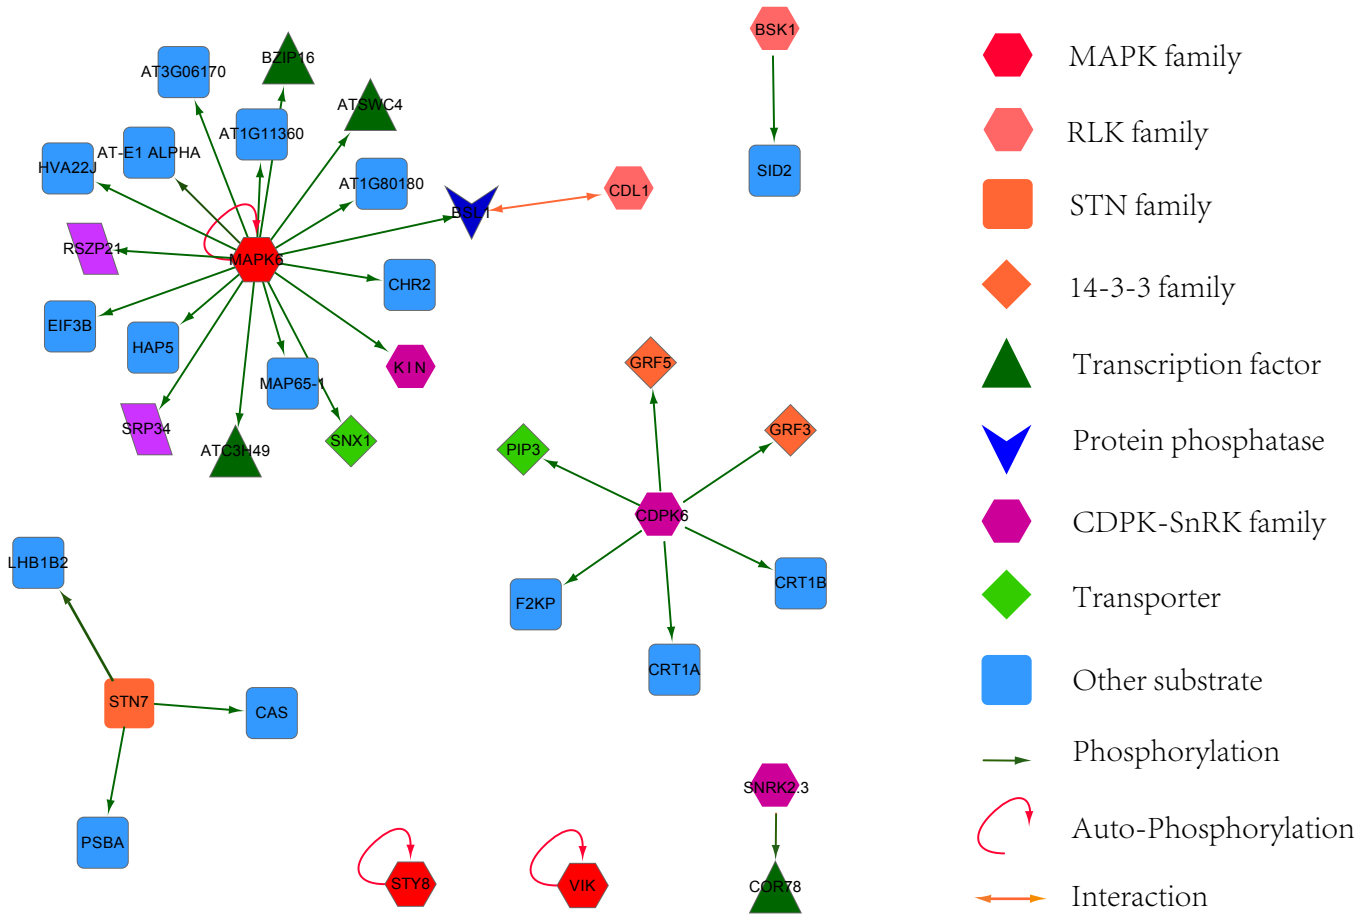 BSK1
BZIP16
AT3G06170
ATSWC4
AT1G11360
AT-E1 ALPHA
HVA22J
SID2
AT1G80180
CDL1
BSL1
RSZP21
MAPK6
CHR2
EIF3B
HAP5
KIN
GRF5
MAP65-1
SRP34
GRF3
SNX1
ATC3H49
PIP3
CDPK6
LHB1B2
CRT1B
F2KP
CRT1A
STN7
CAS
SNRK2.3
PSBA
STY8
VIK
COR78
MAPK family
RLK family
STN family
14-3-3 family
Transcription factor
Protein phosphatase
CDPK-SnRK family
Transporter
Other substrate
Phosphorylation
Auto-Phosphorylation
Interaction